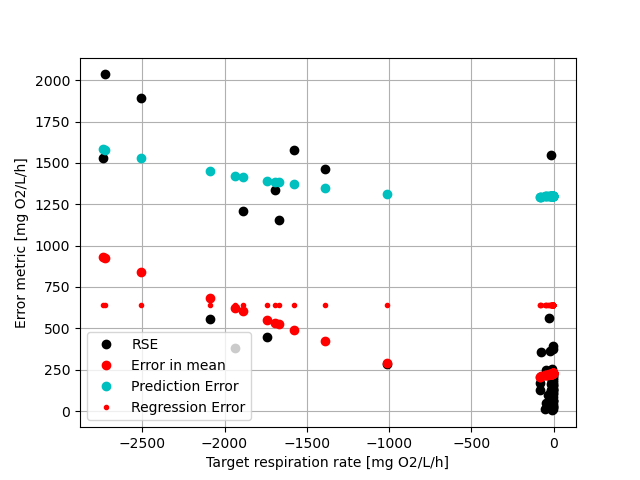 2000
1750
1500
1250
1000
750
500
250
0
Error metric [mg O2/L/h]
RSE
Error in mean
Prediction Error
Regression Error
−2500 −2000 −1500 −1000 −500 0
Target respiration rate [mg O2/L/h]